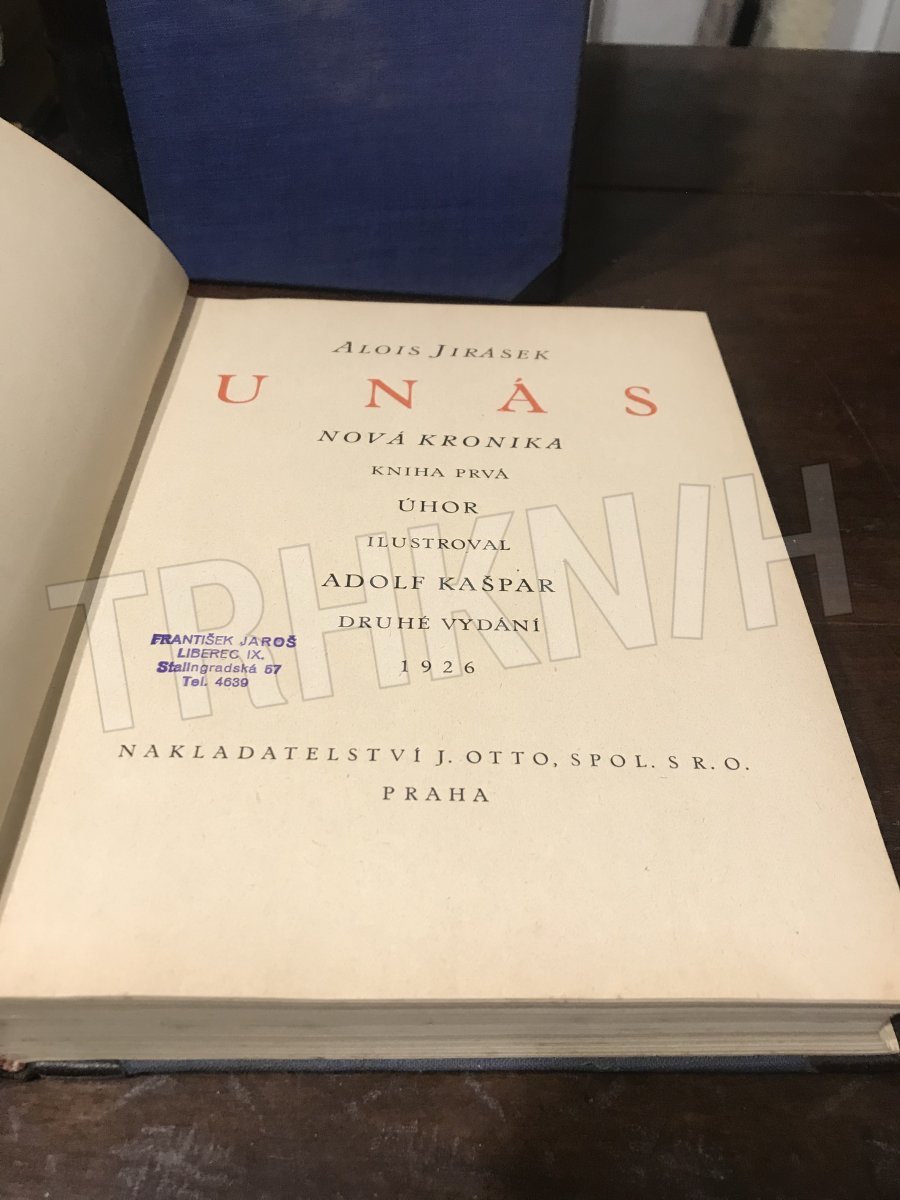 ALOIS JIRÁSEK
U NÁS
NOVÁ KRONIKA
KNIHA PRVÁ
ÚHOR
ILUSTROVAL
ADOLF KAŠPAR
DRUHÉ VYDÁNÍ
1926
FRANTIŠEK JAROŠ
LIBEREC IX.
Stalingradská 57
Tel. 4639
NAKLADATELSTVÍ J. OTTO, SPOL. S R. O.
PRAHA
TRHKNIH